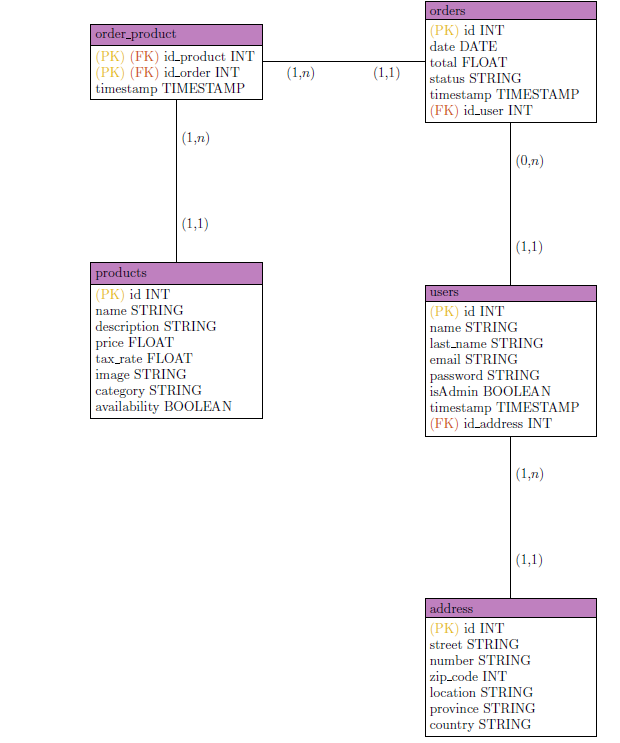 order_product
(PK) (FK) id_product INT
(PK) (FK) id_order INT
timestamp TIMESTAMP
(1,n)
(1,1)
orders
(PK) id INT
date DATE
total FLOAT
status STRING
timestamp TIMESTAMP
(FK) id_user INT
(1,n)
(1,1)
(0,n)
(1,1)
products
(PK) id INT
name STRING
description STRING
price FLOAT
tax_rate FLOAT
image STRING
category STRING
availability BOOLEAN
users
(PK) id INT
name STRING
last_name STRING
email STRING
password STRING
isAdmin BOOLEAN
timestamp TIMESTAMP
(FK) id_address INT
(1,n)
(1,1)
address
(PK) id INT
street STRING
number STRING
zip_code INT
location STRING
province STRING
country STRING